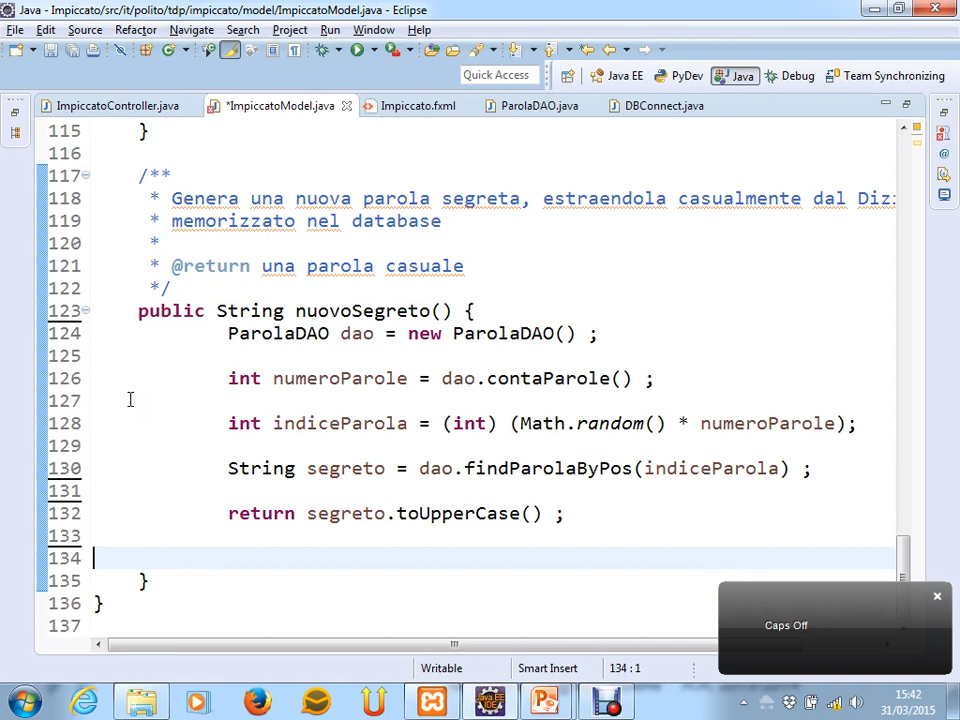 Java - Impiccato/src/it/polito/tdp/impiccato/model/ImpiccatoModel.java - Eclipse
File Edit Source Refactor Navigate Search Project Run Window Help
Quick Access Java EE PyDev Java Debug Team Synchronizing
ImpiccatoController.java *ImpiccatoModel.java Impiccato.fxml ParolaDAO.java DBConnect.java
115 }
116
117 /**
118 * Genera una nuova parola segreta, estraendola casualmente dal Diz
119 * memorizzato nel database
120 *
121 * @return una parola casuale
122 */
123 public String nuovoSegreto() {
124 ParolaDAO dao = new ParolaDAO() ;
125
126 int numeroParole = dao.contaParole() ;
127
128 int indiceParola = (int) (Math.random() * numeroParole);
129
130 String segreto = dao.findParolaByPos(indiceParola) ;
131
132 return segreto.toUpperCase() ;
133
134
135 }
136 }
137
Caps Off
Writable Smart Insert 134 : 1
15:42
31/03/2015